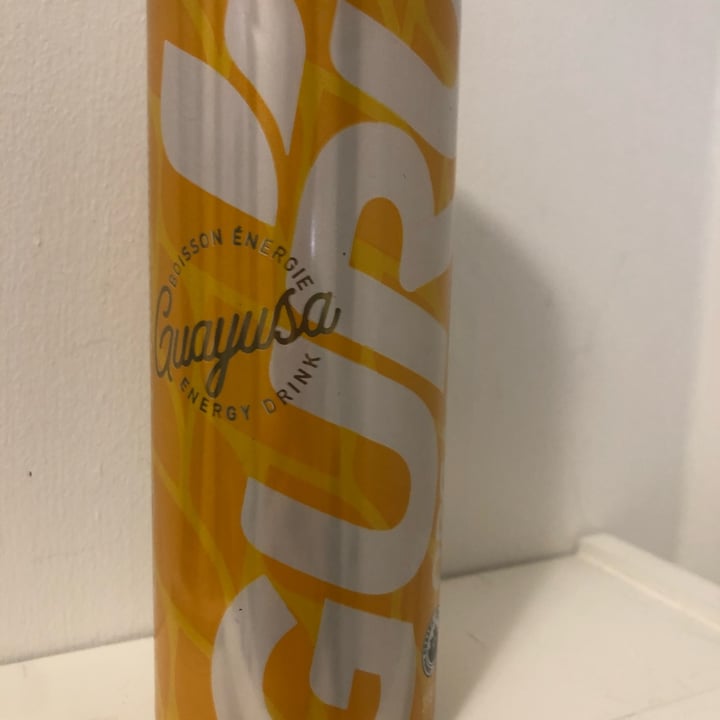 GURU
BOISSON ÉNERGIE
Guayusa
ENERGY DRINK